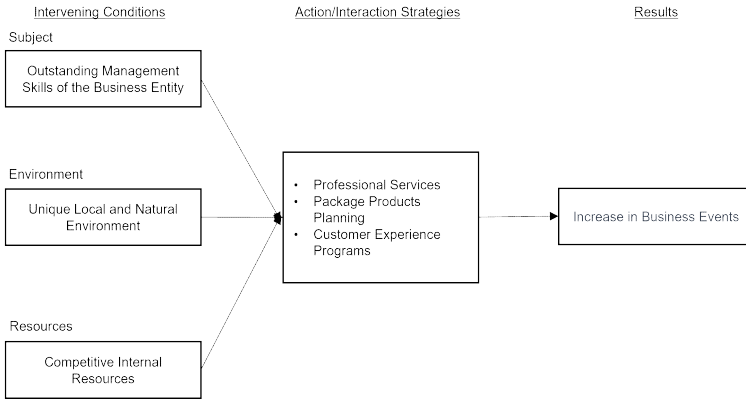 Intervening Conditions
Action/Interaction Strategies
Results
Subject
Outstanding Management
Skills of the Business Entity
Environment
Unique Local and Natural
Environment
Resources
Competitive Internal
Resources
• Professional Services
• Package Products
Planning
• Customer Experience
Programs
Increase in Business Events